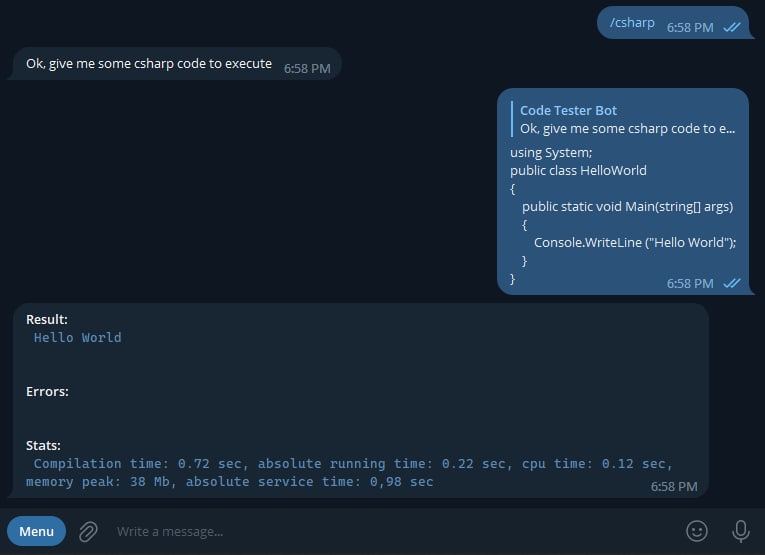 /csharp 6:58 PM
Ok, give me some csharp code to execute 6:58 PM
Code Tester Bot
Ok, give me some csharp code to e...
using System;
public class HelloWorld
{
    public static void Main(string[] args)
    {
        Console.WriteLine ("Hello World");
    }
}
6:58 PM
Result:
Hello World
Errors:
Stats:
Compilation time: 0.72 sec, absolute running time: 0.22 sec, cpu time: 0.12 sec,
memory peak: 38 Mb, absolute service time: 0,98 sec
6:58 PM
Menu Write a message...